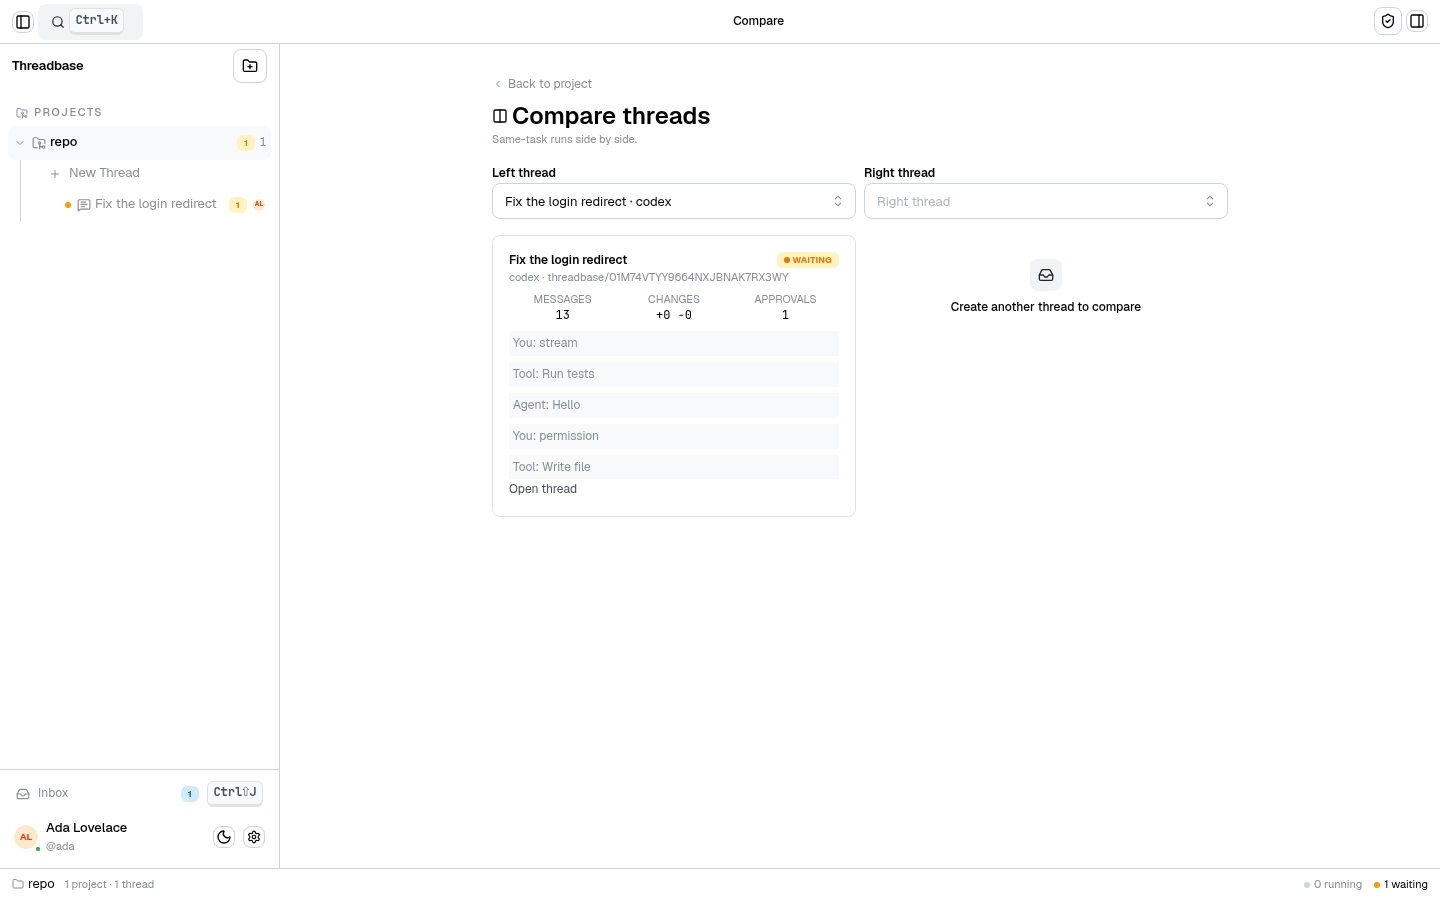 Ctrl+K
Compare
Threadbase
PROJECTS
repo 1 1
New Thread
Fix the login redirect 1 AL
Inbox 1 Ctrl⇧J
AL Ada Lovelace
@ada
Back to project
Compare threads
Same-task runs side by side.
Left thread
Fix the login redirect · codex
Right thread
Right thread
Fix the login redirect WAITING
codex · threadbase/01M74VTYY9664NXJBNAK7RX3WY
MESSAGES CHANGES APPROVALS
13 +0 -0 1
You: stream
Tool: Run tests
Agent: Hello
You: permission
Tool: Write file
Open thread
Create another thread to compare
repo 1 project · 1 thread
0 running 1 waiting